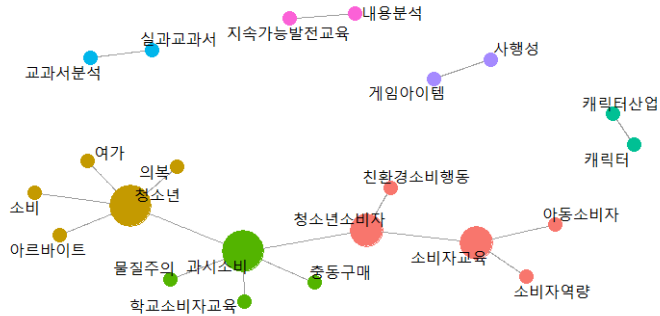 내용분석
지속가능발전교육
실과교과서
교과서분석
사행성
게임아이템
캐릭터산업
캐릭터
여가
의복
청소년
소비
아르바이트
친환경소비행동
청소년소비자
아동소비자
소비자교육
소비자역량
물질주의
과시소비
충동구매
학교소비자교육